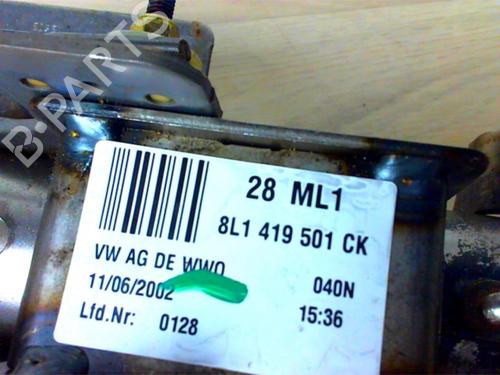 B-PARTS
28 ML1
8L1 419 501 CK
VW AG DE WWO
11/06/2002
040N
Lfd.Nr: 0128
15:36